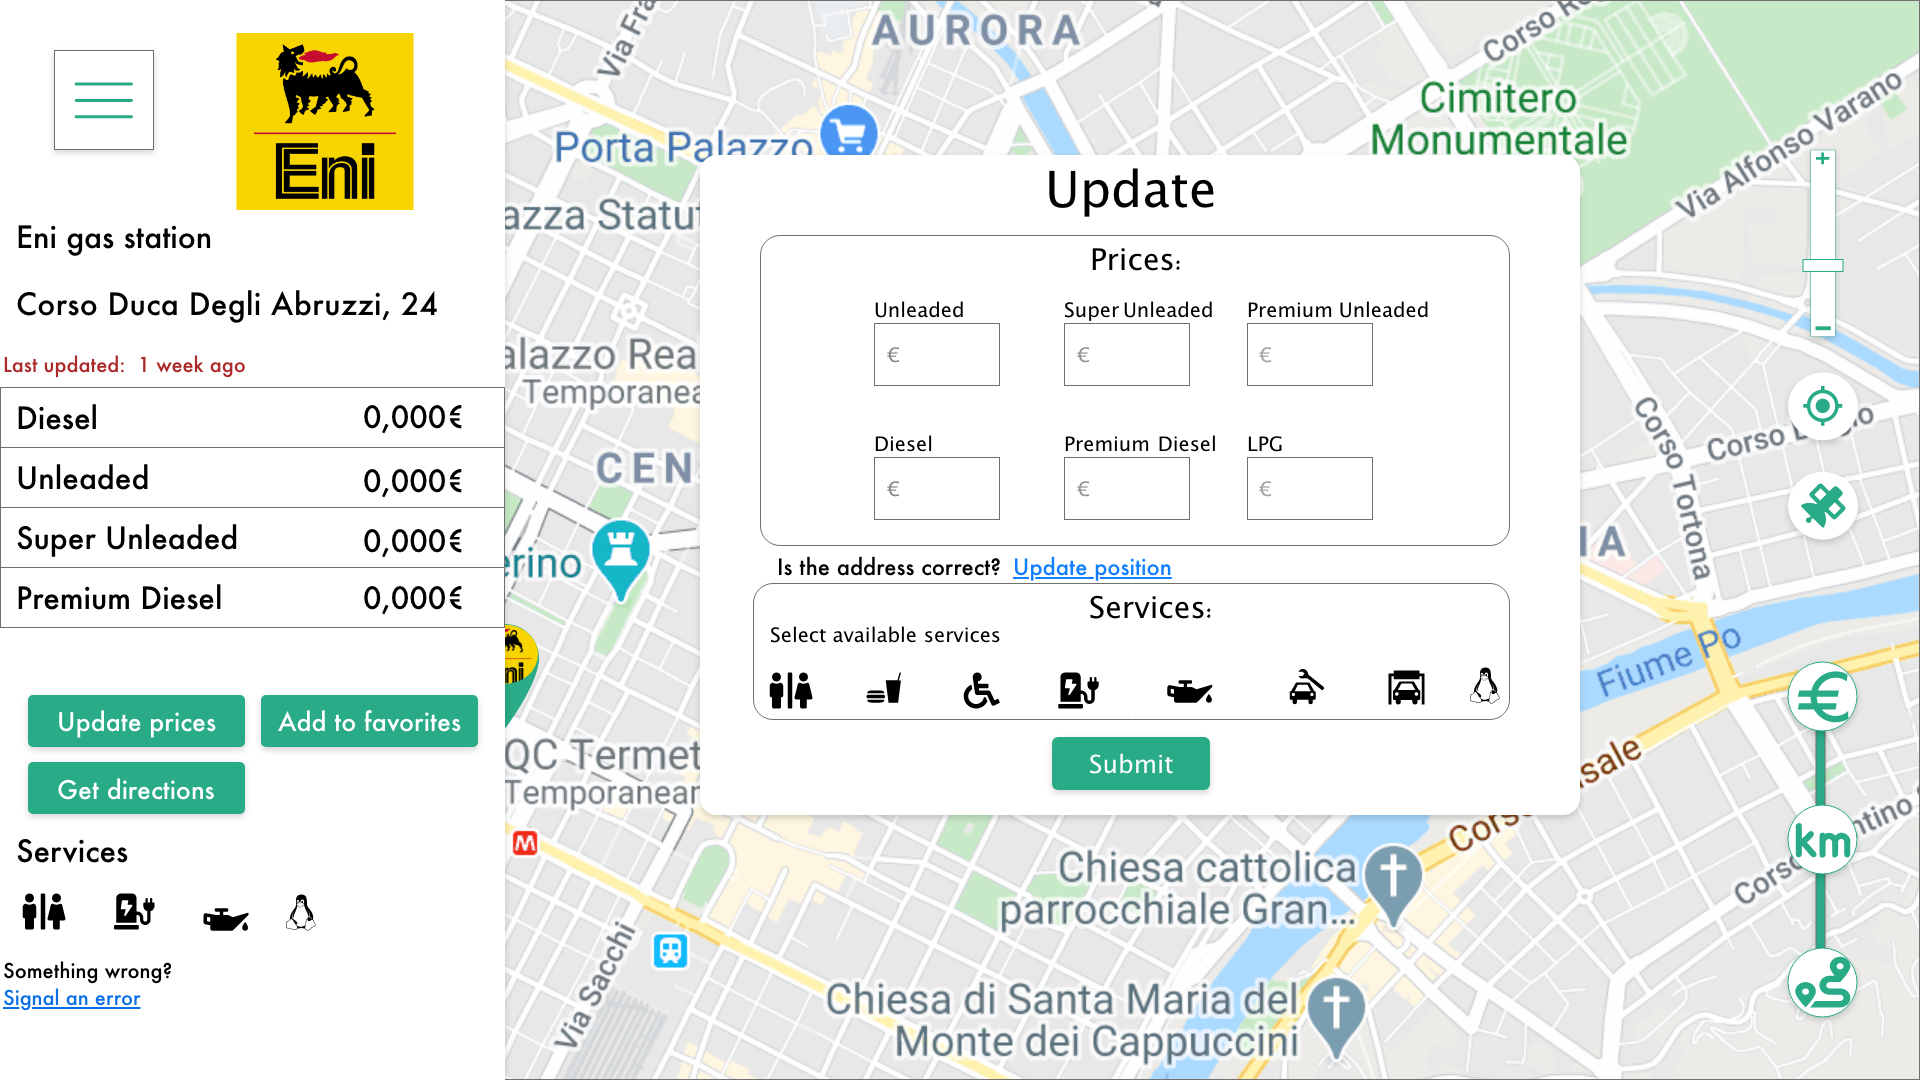 Eni
Eni gas station
Corso Duca Degli Abruzzi, 24
Last updated: 1 week ago
Diesel 0,000€
Unleaded 0,000€
Super Unleaded 0,000€
Premium Diesel 0,000€
Update prices
Add to favorites
Get directions
Services
Something wrong?
Signal an error
AURORA
Via Fra
Corso R
Cimitero
Monumentale
Via Alfonso Varano
Porta Palazzo
azza Statut
alazzo Rea
Temporanea
CEN
erino
ni
QC Termet
Temporanear
M
Via Sacchi
Update
Prices:
Unleaded
€
Super Unleaded
€
Premium Unleaded
€
Diesel
€
Premium Diesel
€
LPG
€
Is the address correct? Update position
Services:
Select available services
Submit
+
−
Corso Tortona
IA
Fiume Po
sale
Cors
Chiesa cattolica
parrocchiale Gran...
Chiesa di Santa Maria del
Monte dei Cappuccini
€
km
Corso
ntino